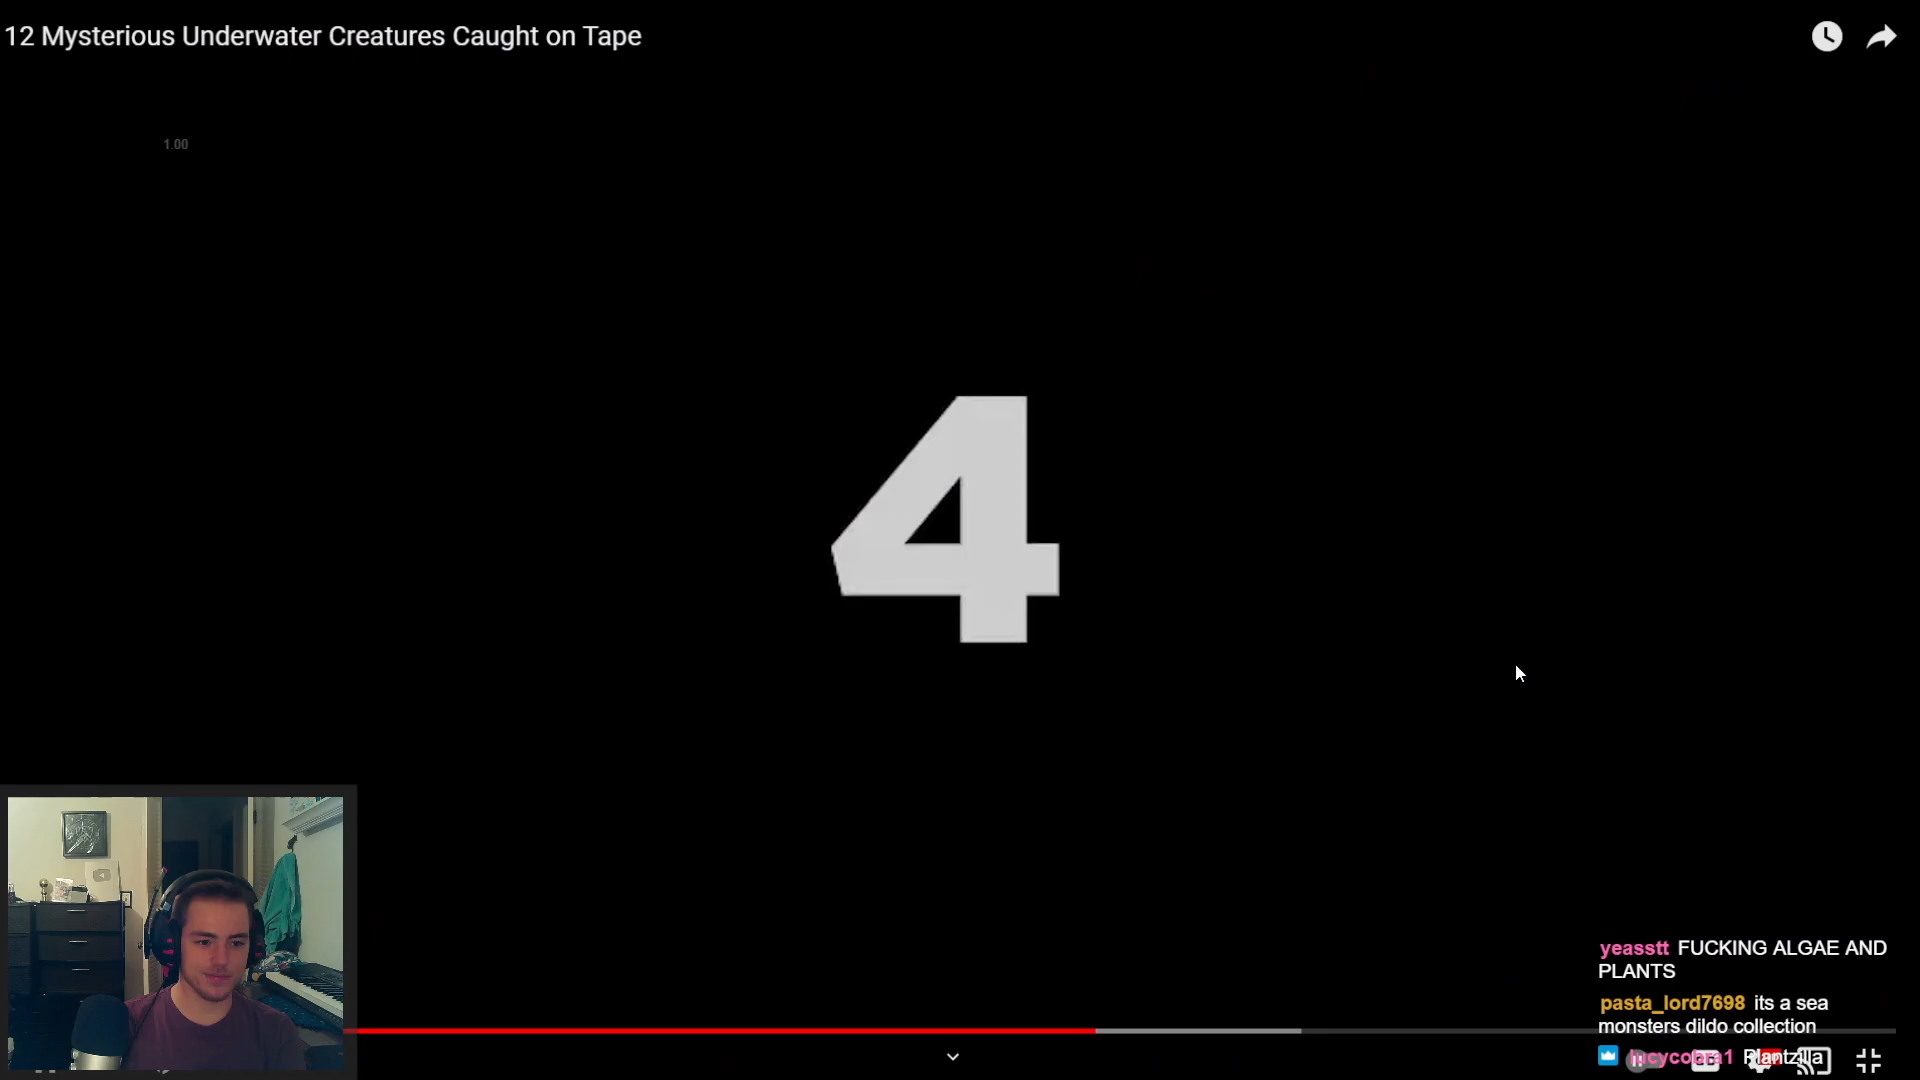 12 Mysterious Underwater Creatures Caught on Tape
1.00
4
yeasstt FUCKING ALGAE AND
PLANTS
pasta_lord7698 its a sea
monsters dildo collection
lucycobra1 Plantzilla